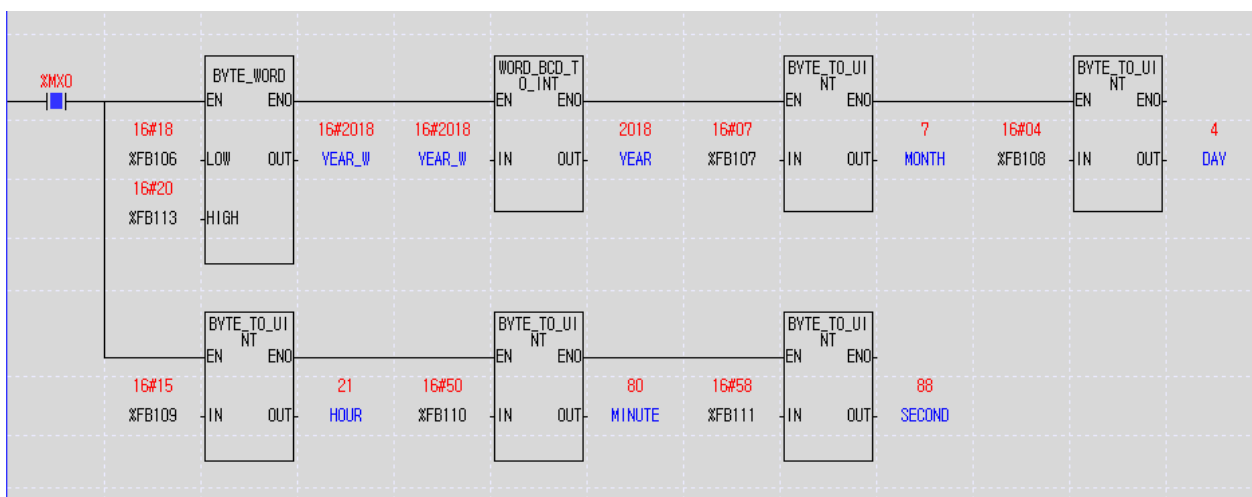 %MX0
BYTE_WORD
EN ENO
16#18
%FB106 LOW OUT
16#20
%FB113 HIGH
16#2018
YEAR_W
16#2018
YEAR_W
WORD_BCD_T
O_INT
EN ENO
IN OUT
2018
YEAR
16#07
%FB107
BYTE_TO_UI
NT
EN ENO
IN OUT
7
MONTH
16#04
%FB108
BYTE_TO_UI
NT
EN ENO
IN OUT
4
DAY
BYTE_TO_UI
NT
EN ENO
16#15
%FB109 IN OUT
21
HOUR
16#50
%FB110
BYTE_TO_UI
NT
EN ENO
IN OUT
80
MINUTE
16#58
%FB111
BYTE_TO_UI
NT
EN ENO
IN OUT
88
SECOND